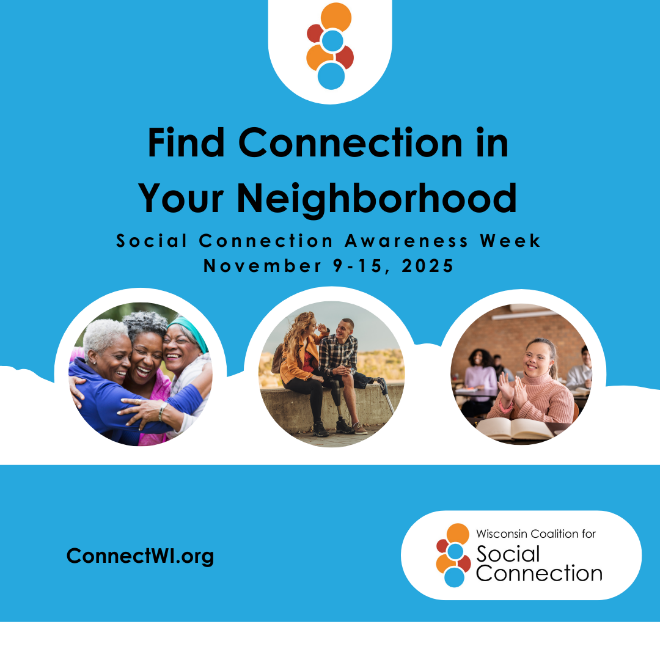 Find Connection in
Your Neighborhood
Social Connection Awareness Week
November 9-15, 2025
ConnectWI.org
Wisconsin Coalition for
Social
Connection